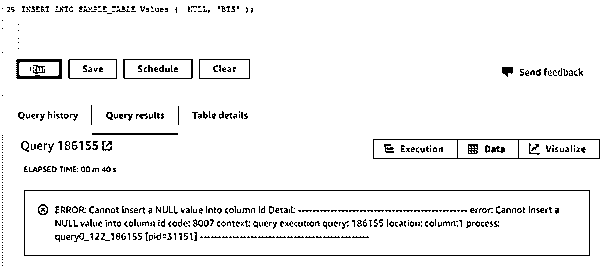 25 INSERT INTO SAMPLE_TABLE Values ( NULL, 'BTS' );
Run Save Schedule Clear
Send feedback
Query history Query results Table details
Query 186155
Execution Data Visualize
ELAPSED TIME: 00 m 40 s
ERROR: Cannot insert a NULL value into column id Detail: ----------------------------------------------- error: Cannot insert a
NULL value into column id code: 8007 context: query execution query: 186155 location: column:1 process:
query0_122_186155 [pid=31151] -----------------------------------------------